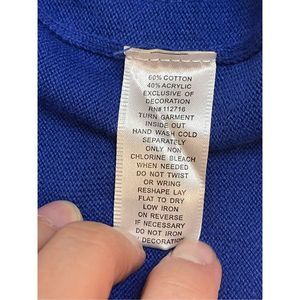 60% COTTON
40% ACRYLIC
EXCLUSIVE OF
DECORATION
RN# 112716
TURN GARMENT
INSIDE OUT
HAND WASH COLD
SEPARATELY
ONLY NON
CHLORINE BLEACH
WHEN NEEDED
DO NOT TWIST
OR WRING
RESHAPE LAY
FLAT TO DRY
LOW IRON
ON REVERSE
IF NECESSARY
DO NOT IRON
DECORATION